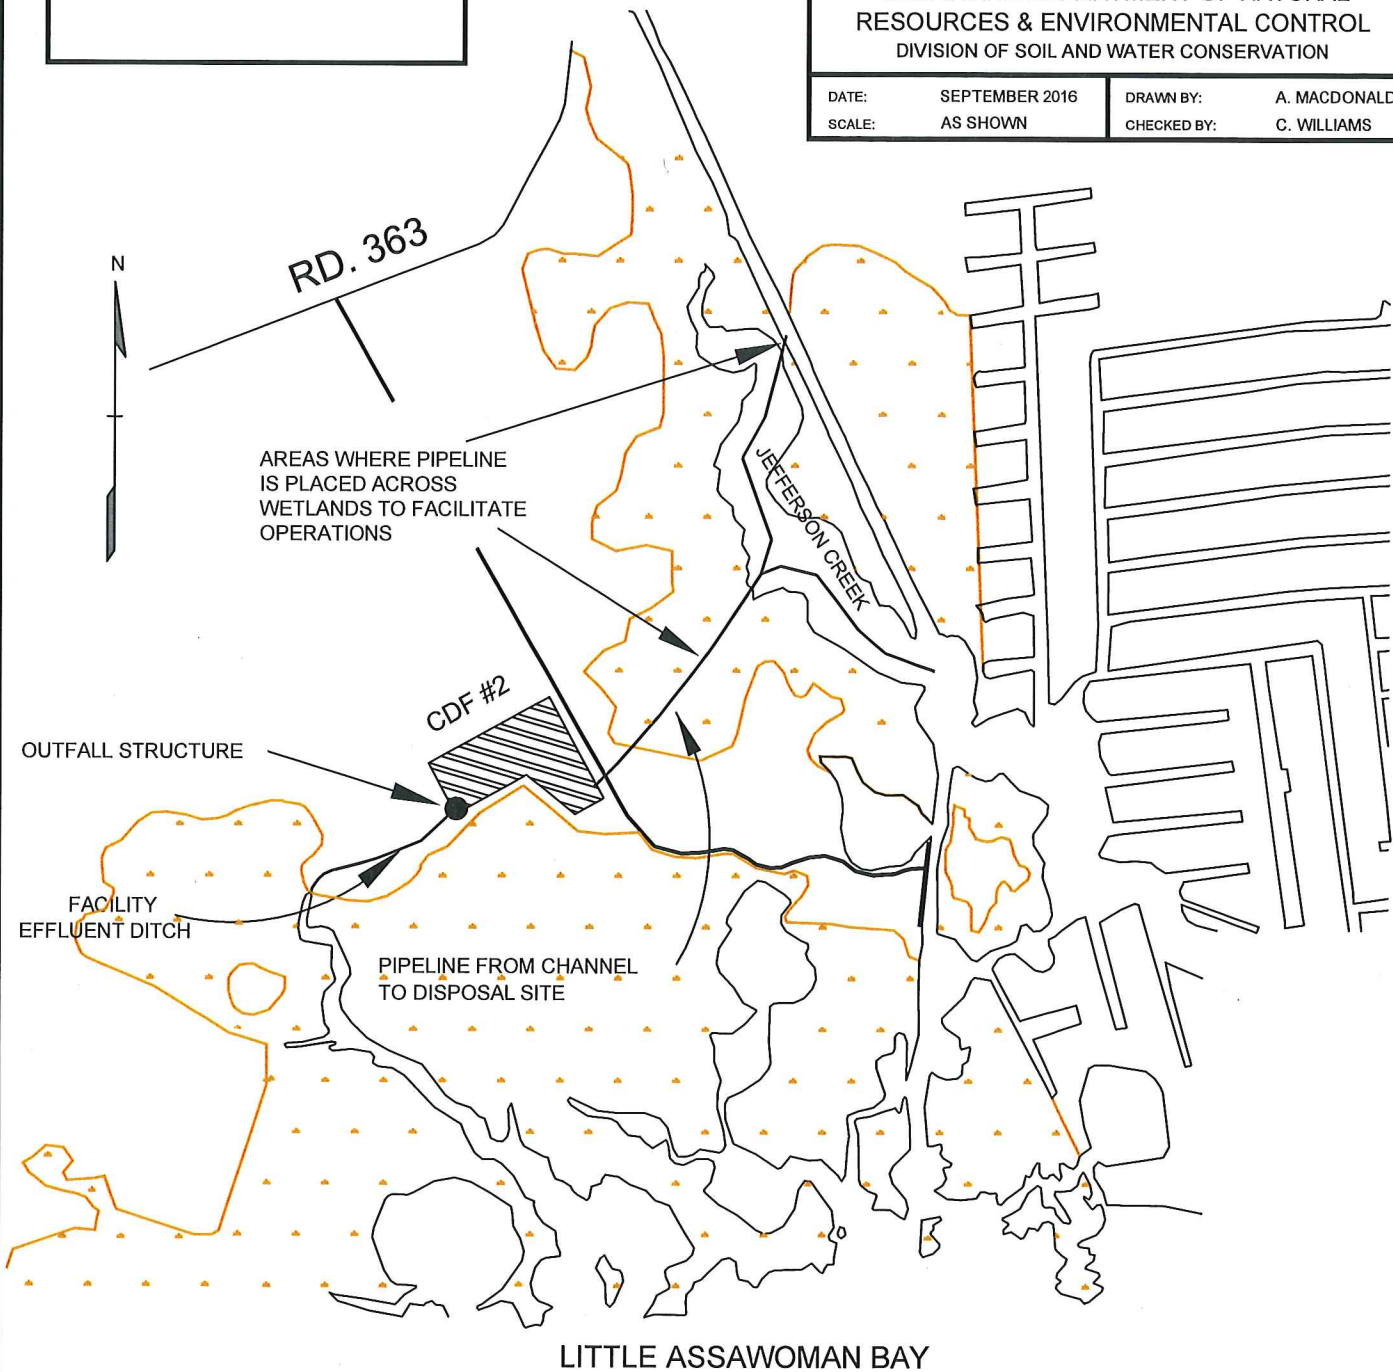 RESOURCES & ENVIRONMENTAL CONTROL
DIVISION OF SOIL AND WATER CONSERVATION
DATE: SEPTEMBER 2016
DRAWN BY: A. MACDONALD
SCALE: AS SHOWN
CHECKED BY: C. WILLIAMS
RD. 363
N
AREAS WHERE PIPELINE
IS PLACED ACROSS
WETLANDS TO FACILITATE
OPERATIONS
JEFFERSON CREEK
CDF #2
OUTFALL STRUCTURE
FACILITY
EFFLUENT DITCH
PIPELINE FROM CHANNEL
TO DISPOSAL SITE
LITTLE ASSAWOMAN BAY